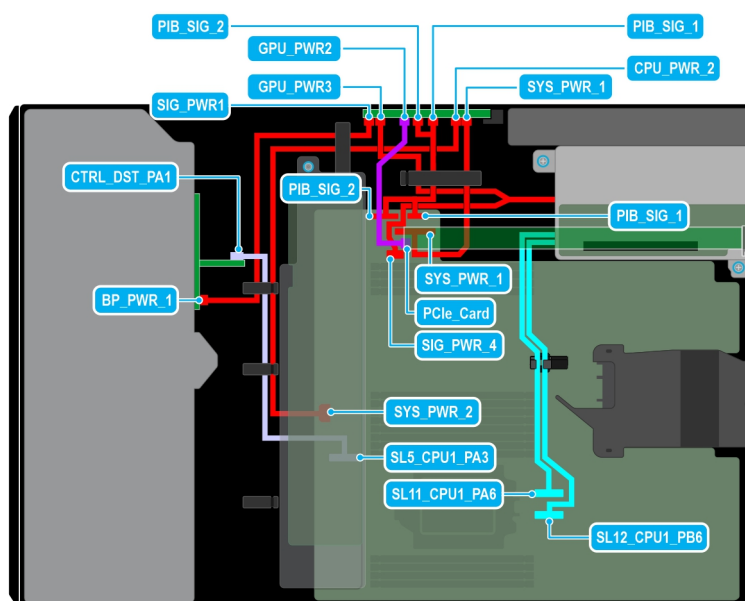 PIB_SIG_2
PIB_SIG_1
GPU_PWR2
CPU_PWR_2
GPU_PWR3
SYS_PWR_1
SIG_PWR1
CTRL_DST_PA1
PIB_SIG_2
PIB_SIG_1
SYS_PWR_1
BP_PWR_1
PCIe_Card
SIG_PWR_4
SYS_PWR_2
SL5_CPU1_PA3
SL11_CPU1_PA6
SL12_CPU1_PB6